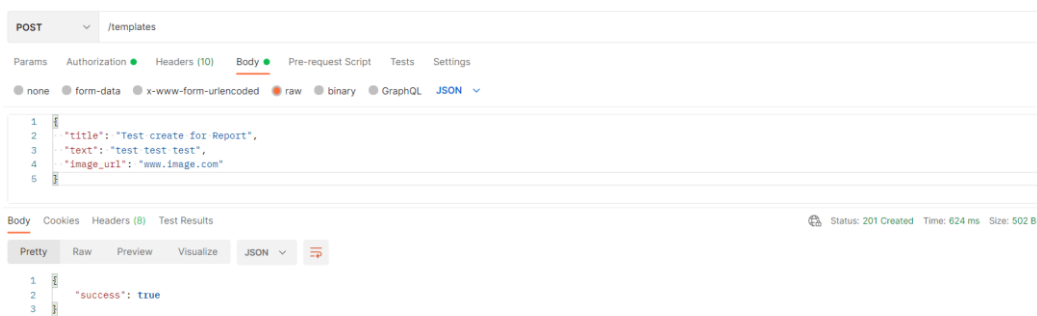 POST /templates
Params Authorization Headers (10) Body Pre-request Script Tests Settings
none form-data x-www-form-urlencoded raw binary GraphQL JSON
1 {
2 "title": "Test create for Report",
3 "text": "test test test",
4 "image_url": "www.image.com"
5 }
Body Cookies Headers (8) Test Results Status: 201 Created Time: 624 ms Size: 502 B
Pretty Raw Preview Visualize JSON
1 {
2 "success": true
3 }